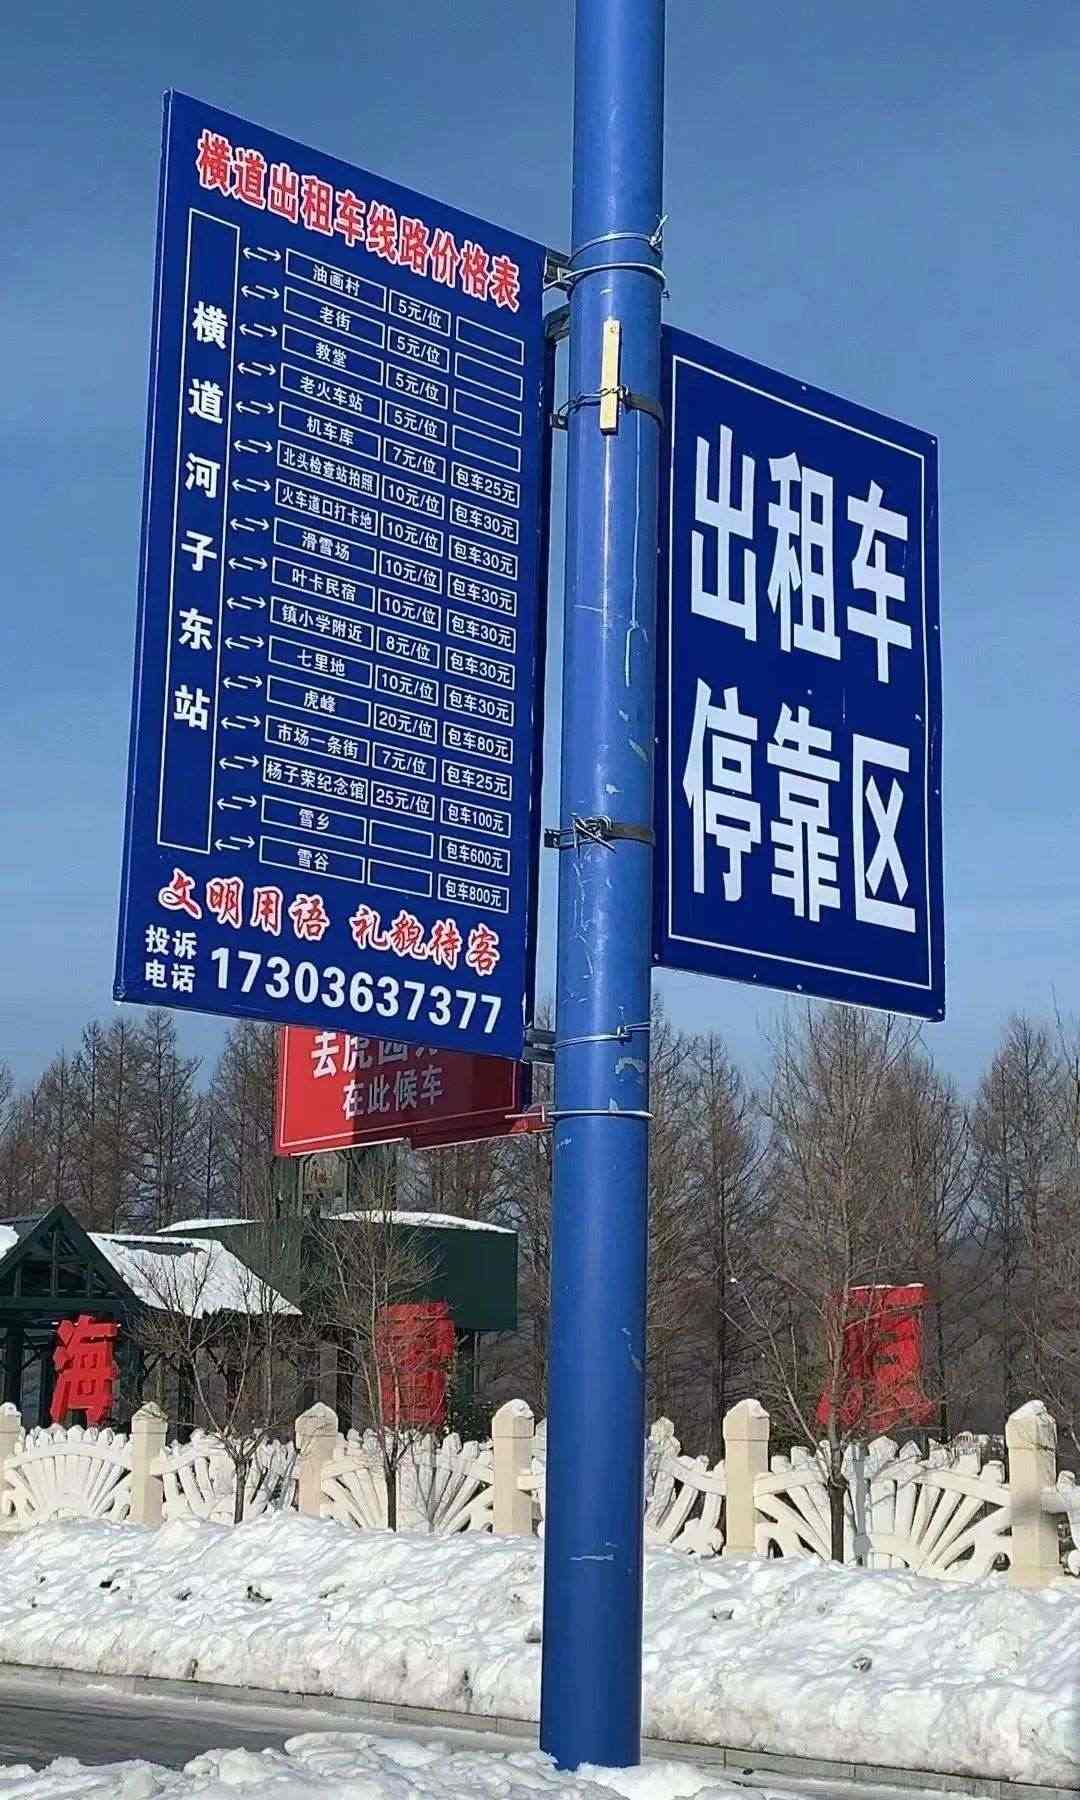 横道出租车线路价格表
横道河子东站
油画村 5元/位
老街 5元/位
教堂 5元/位
老火车站 5元/位
机车库 7元/位 包车25元
北头检查站拍照 10元/位 包车30元
火车道口打卡地 10元/位 包车30元
滑雪场 10元/位 包车30元
叶卡民宿 10元/位 包车30元
镇小学附近 8元/位 包车30元
七里地 10元/位 包车30元
虎峰 20元/位 包车80元
市场一条街 7元/位 包车25元
杨子荣纪念馆 25元/位 包车100元
雪乡 包车600元
雪谷 包车800元
文明用语 礼貌待客
投诉电话 17303637377
出租车
停靠区
去虎园
在此候车
海